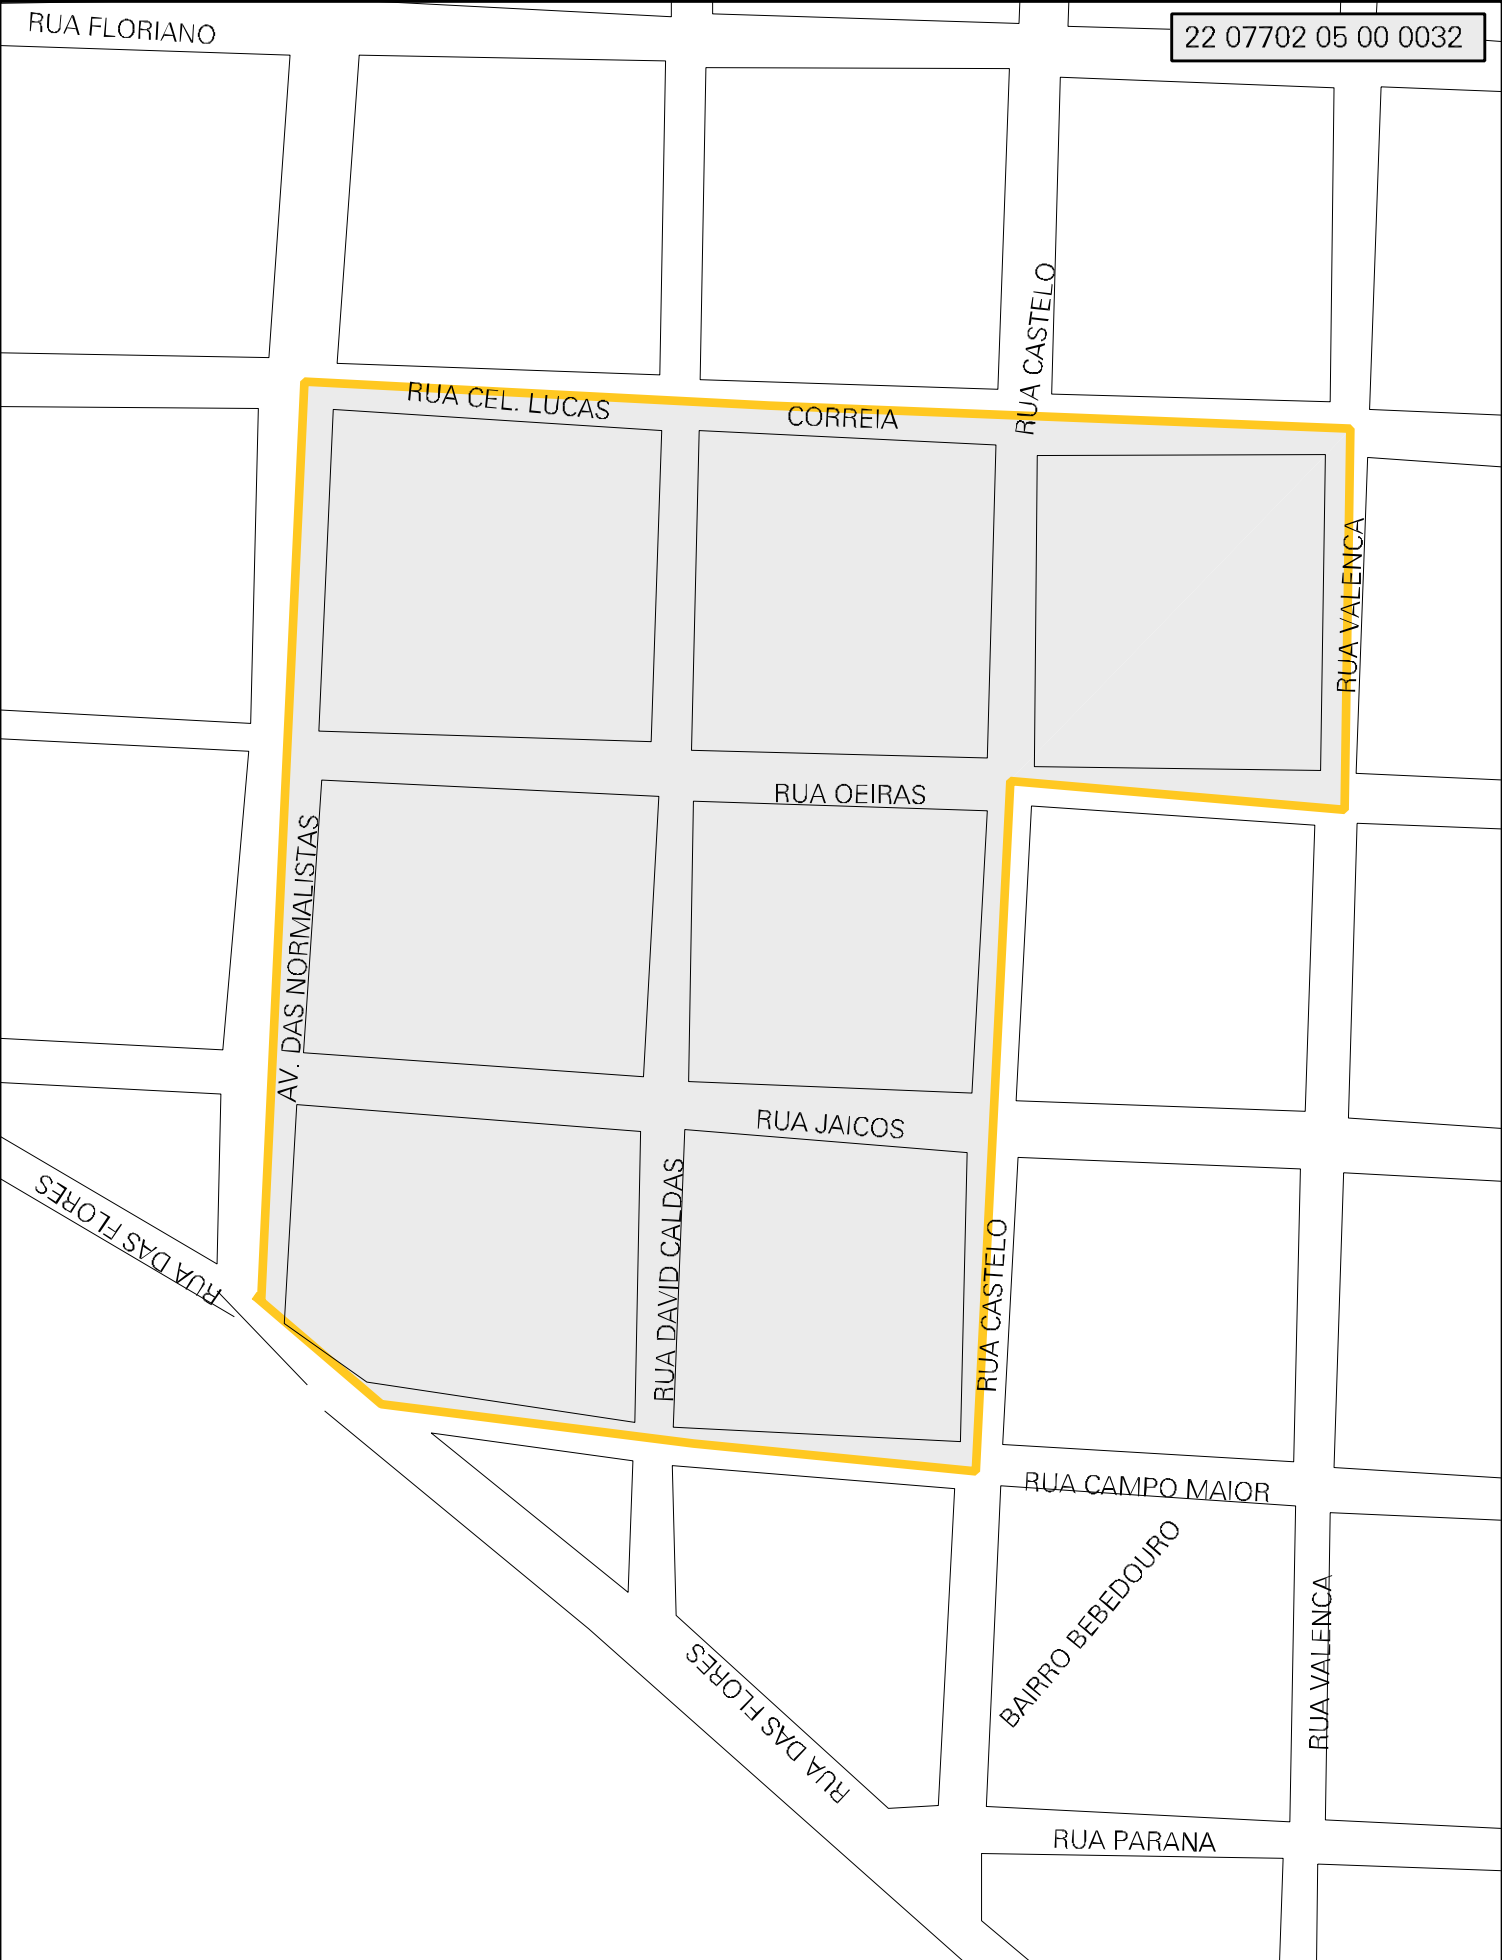 RUA FLORIANO
22 07702 05 00 0032
RUA CASTELO
RUA CEL. LUCAS
CORREIA
RUA VALENCA
RUA OEIRAS
AV. DAS NORMALISTAS
RUA JAICOS
RUA DAS FLORES
RUA DAVID CALDAS
RUA CASTELO
RUA CAMPO MAIOR
BAIRRO BEBEDOURO
RUA VALENCA
RUA DAS FLORES
RUA PARANA